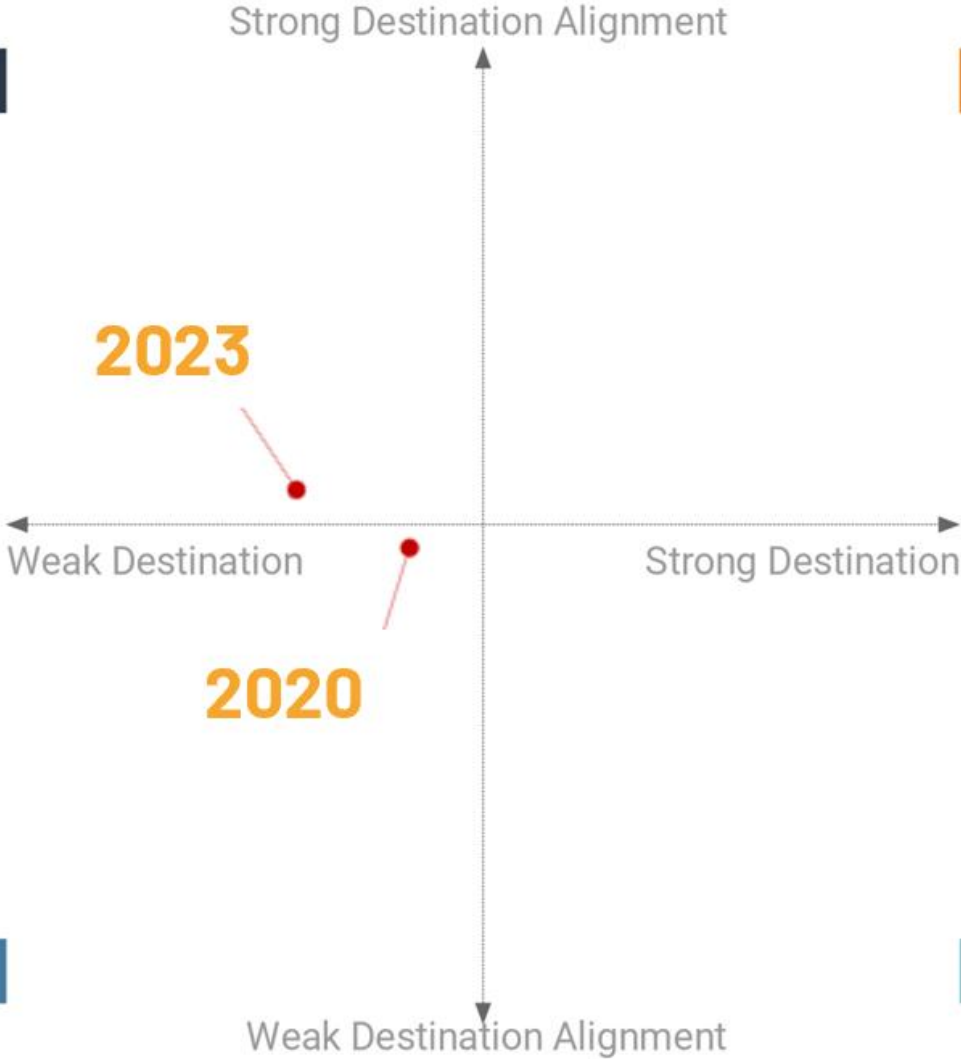 Strong Destination Alignment
2023
Weak Destination
Strong Destination
2020
Weak Destination Alignment